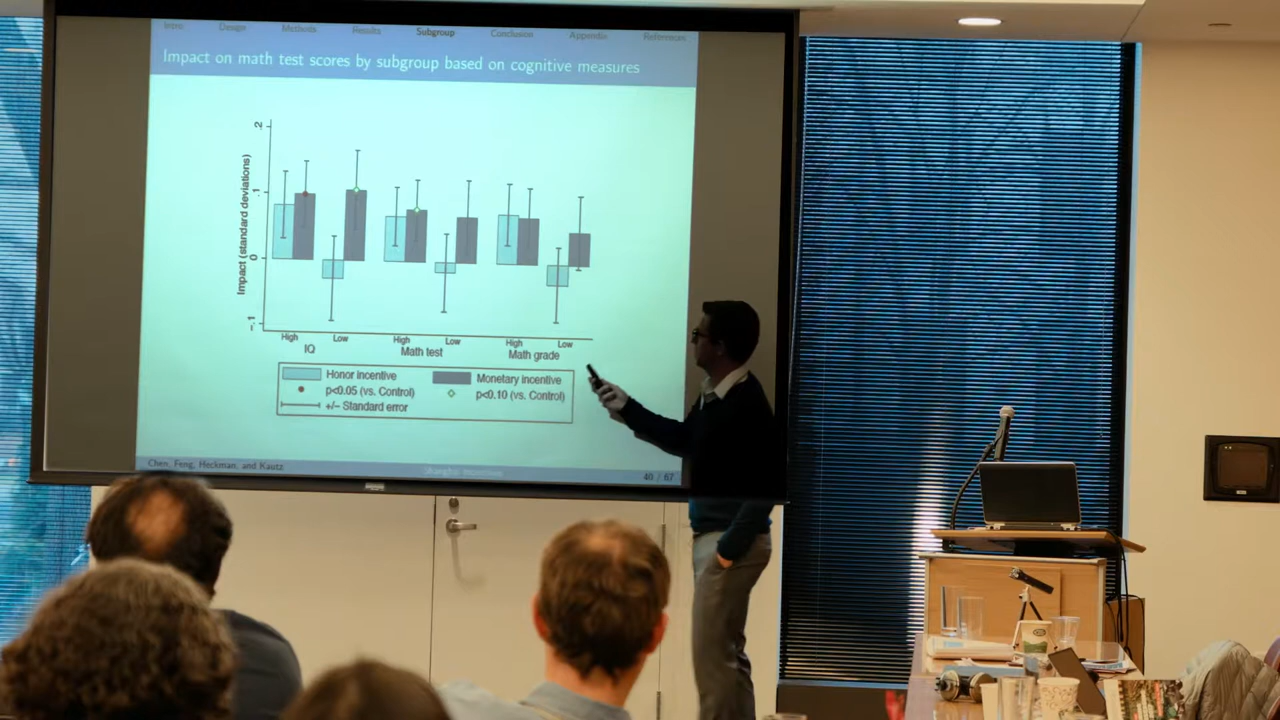 Intro Design Methods Results Subgroup Conclusion Appendix References
Impact on math test scores by subgroup based on cognitive measures
Impact (standard deviations)
.2
.1
0
-.1
High Low High Low High Low
IQ Math test Math grade
Honor incentive Monetary incentive
p<0.05 (vs. Control) p<0.10 (vs. Control)
+/− Standard error
Chen, Feng, Heckman, and Kautz Shanghai incentives 40 / 67